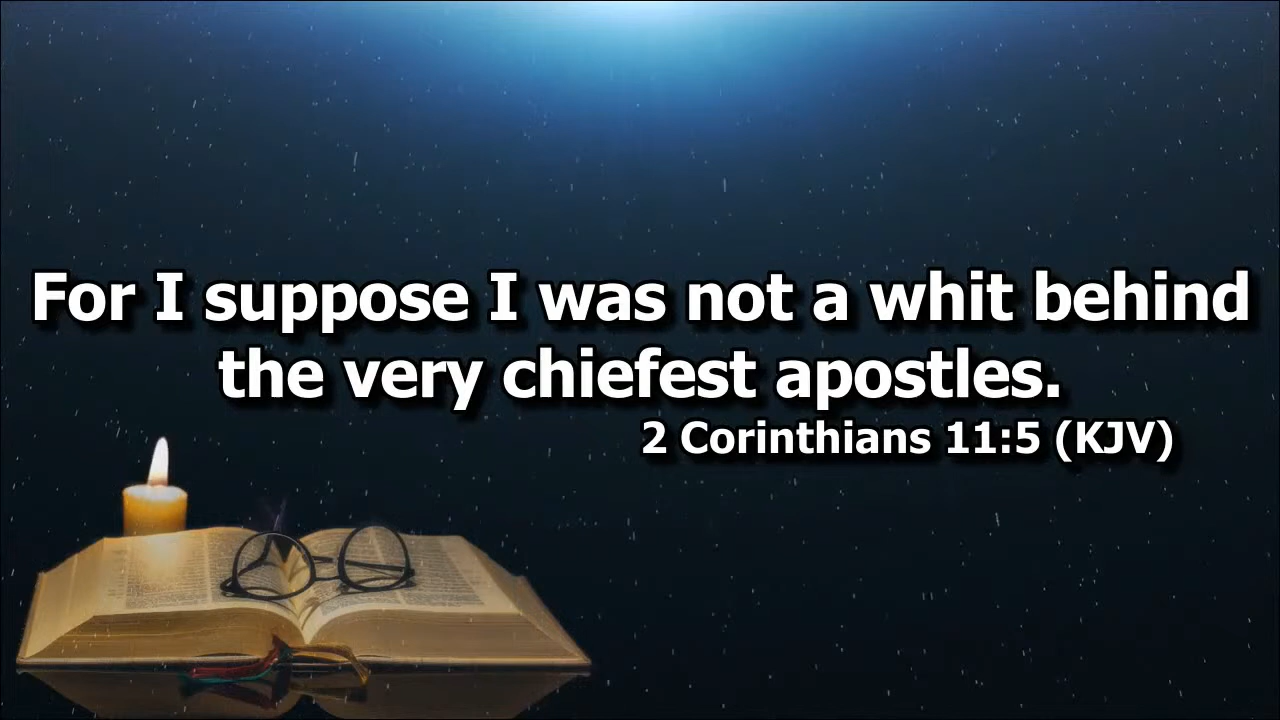 For I suppose I was not a whit behind
the very chiefest apostles.
2 Corinthians 11:5 (KJV)